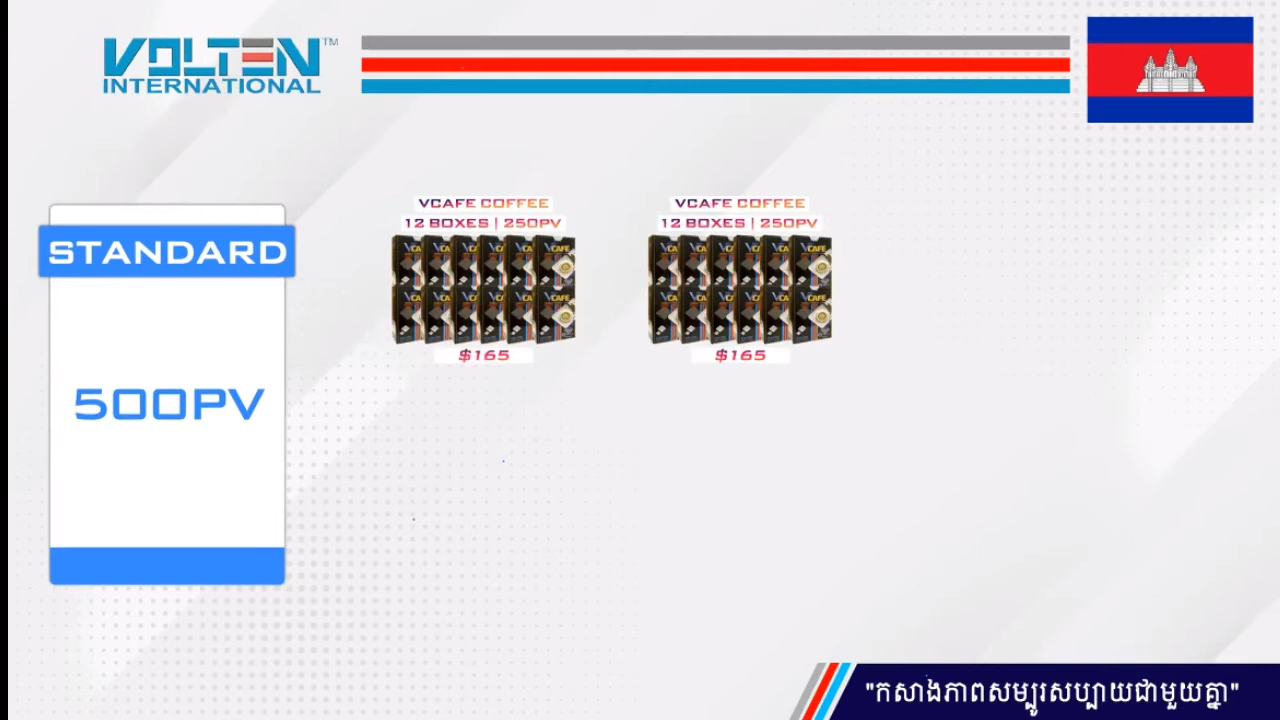 VOLTEN™
INTERNATIONAL
STANDARD
500PV
VCAFE COFFEE
12 BOXES | 250PV
$165
VCAFE COFFEE
12 BOXES | 250PV
$165
"កសាងភាពសម្បូរសប្បាយជាមួយគ្នា"